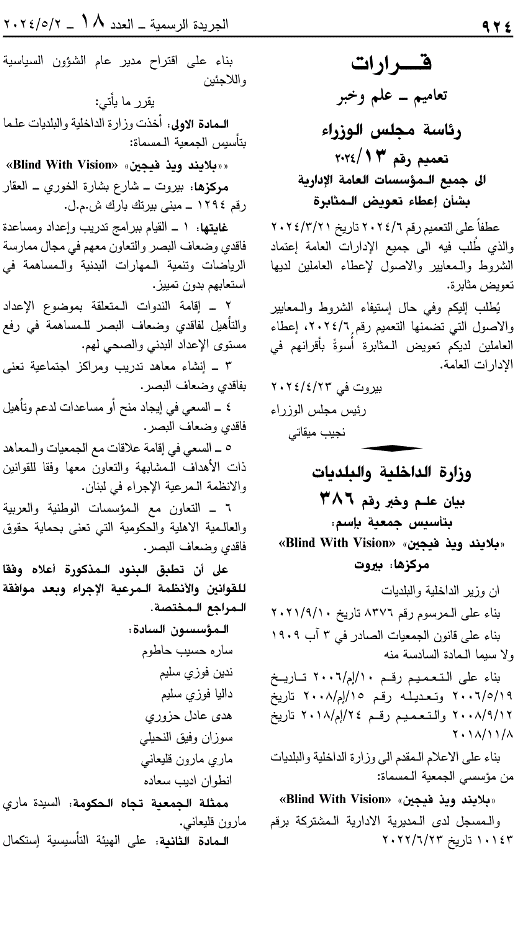 ٩٢٤
الجريدة الرسمية – العدد ١٨ – ٢٠٢٤/٥/٢
قـــرارات
تعاميم – علم وخبر
رئاسة مجلس الوزراء
تعميم رقم ٢٠٢٤/١٣
الى جميع المؤسسات العامة الإدارية
بشأن إعطاء تعويض المثابرة
عطفاً على التعميم رقم ٢٠٢٤/٦ تاريخ ٢٠٢٤/٣/٢١
والذي طُلب فيه الى جميع الإدارات العامة إعتماد
الشروط والمعايير والاصول لإعطاء العاملين لديها
تعويض مثابرة.
يُطلب إليكم وفي حال إستيفاء الشروط والمعايير
والاصول التي تضمنها التعميم رقم ٢٠٢٤/٦، إعطاء
العاملين لديكم تعويض المثابرة أسوةً بأقرانهم في
الإدارات العامة.
بيروت في ٢٠٢٤/٤/٢٣
رئيس مجلس الوزراء
نجيب ميقاتي
وزارة الداخلية والبلديات
بيان علم وخبر رقم ٣٨٦
بتأسيس جمعية بإسم:
«بلايند ويذ فيجين» «Blind With Vision»
مركزها: بيروت
ان وزير الداخلية والبلديات
بناء على المرسوم رقم ٨٣٧٦ تاريخ ٢٠٢١/٩/١٠
بناء على قانون الجمعيات الصادر في ٣ آب ١٩٠٩
ولا سيما المادة السادسة منه
بناء على التعميم رقم ١٠/إم/٢٠٠٦ تاريخ
٢٠٠٦/٥/١٩ وتعديله رقم ١٥/إم/٢٠٠٨ تاريخ
٢٠٠٨/٩/١٢ والتعميم رقم ٢٤/إم/٢٠١٨ تاريخ
٢٠١٨/١١/٨
بناء على الاعلام المقدم الى وزارة الداخلية والبلديات
من مؤسسي الجمعية المسماة:
«بلايند ويذ فيجين» «Blind With Vision»
والمسجل لدى المديرية الادارية المشتركة برقم
١٠١٤٣ تاريخ ٢٠٢٢/٦/٢٣
بناء على اقتراح مدير عام الشؤون السياسية
واللاجئين
يقرر ما يأتي:
المادة الاولى: أخذت وزارة الداخلية والبلديات علما
بتأسيس الجمعية المسماة:
««بلايند ويذ فيجين» «Blind With Vision»
مركزها: بيروت – شارع بشارة الخوري – العقار
رقم ١٢٩٤ – مبنى بيرتك بارك ش.م.ل.
غايتها: ١ – القيام ببرامج تدريب وإعداد ومساعدة
فاقدي وضعاف البصر والتعاون معهم في مجال ممارسة
الرياضات وتنمية المهارات البدنية والمساهمة في
استعابهم بدون تمييز.
٢ – إقامة الندوات المتعلقة بموضوع الإعداد
والتأهيل لفاقدي وضعاف البصر للمساهمة في رفع
مستوى الإعداد البدني والصحي لهم.
٣ – إنشاء معاهد تدريب ومراكز اجتماعية تعنى
بفاقدي وضعاف البصر.
٤ – السعي في إيجاد منح أو مساعدات لدعم وتأهيل
فاقدي وضعاف البصر.
٥ – السعي في إقامة علاقات مع الجمعيات والمعاهد
ذات الأهداف المشابهة والتعاون معها وفقا للقوانين
والانظمة المرعية الإجراء في لبنان.
٦ – التعاون مع المؤسسات الوطنية والعربية
والعالمية الاهلية والحكومية التي تعنى بحماية حقوق
فاقدي وضعاف البصر.
على أن تطبق البنود المذكورة أعلاه وفقا
للقوانين والأنظمة المرعية الإجراء وبعد موافقة
المراجع المختصة.
المؤسسون السادة:
ساره حسيب حاطوم
ندين فوزي سليم
داليا فوزي سليم
هدى عادل حزوري
سوزان وفيق النحيلي
ماري مارون قليعاني
انطوان اديب سعاده
ممثلة الجمعية تجاه الحكومة: السيدة ماري
مارون قليعاني.
المادة الثانية: على الهيئة التأسيسية إستكمال